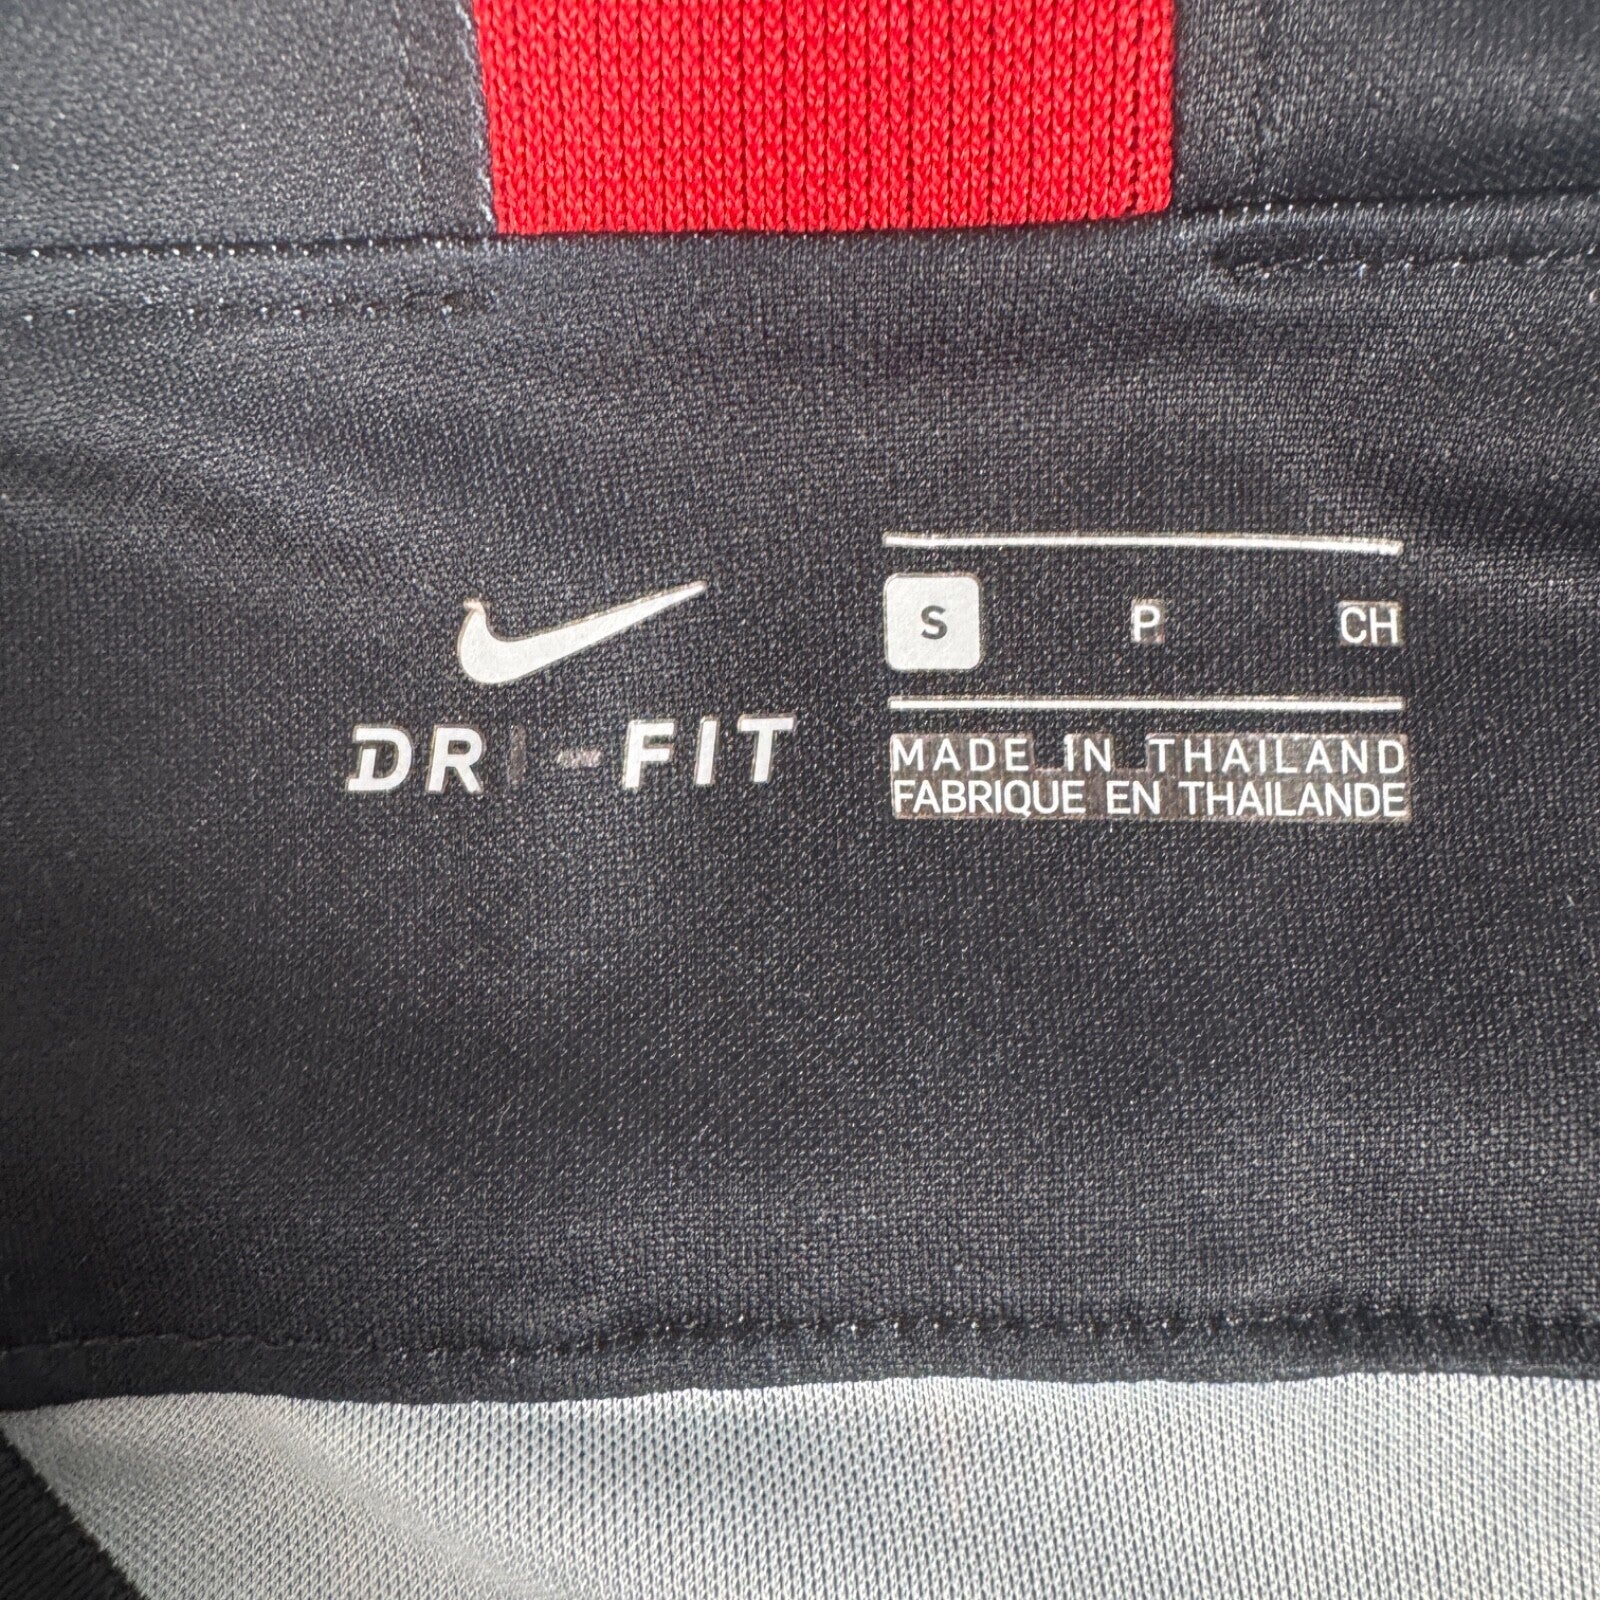 DRI-FIT
S P CH
MADE IN THAILAND
FABRIQUE EN THAILANDE